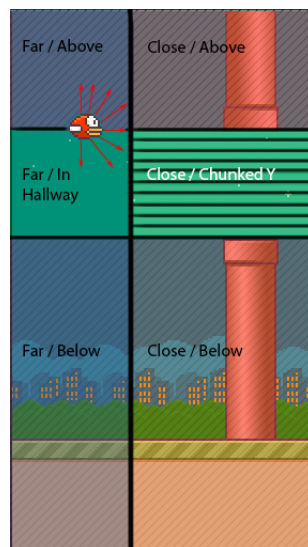 Far / Above
Close / Above
Far / In
Hallway
Close / Chunked Y
Far / Below
Close / Below